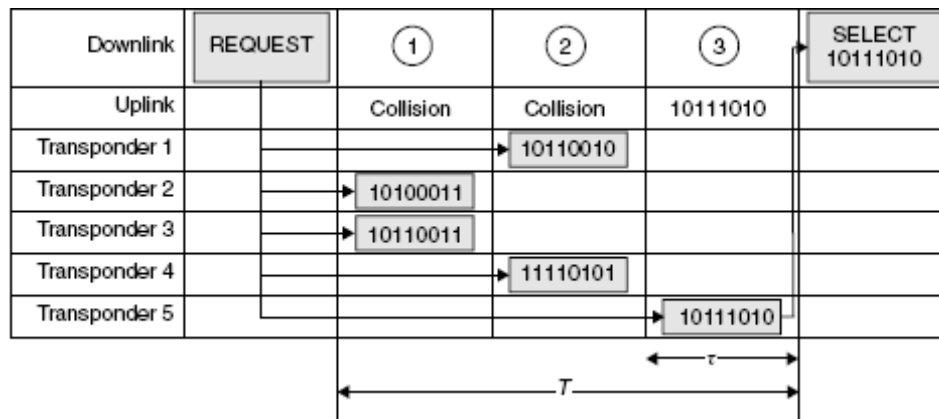 Downlink REQUEST 1 2 3 SELECT
10111010
Uplink Collision Collision 10111010
Transponder 1 10110010
Transponder 2 10100011
Transponder 3 10110011
Transponder 4 11110101
Transponder 5 10111010
τ
T